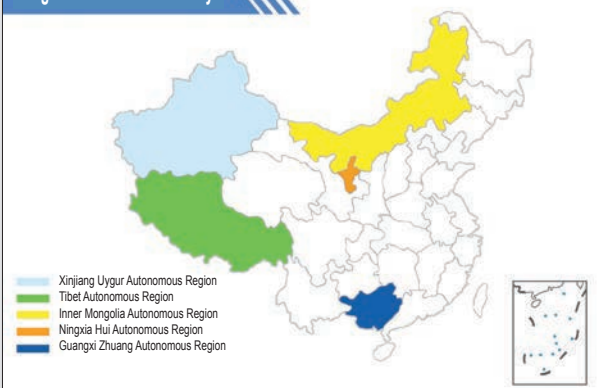 Xinjiang Uygur Autonomous Region
Tibet Autonomous Region
Inner Mongolia Autonomous Region
Ningxia Hui Autonomous Region
Guangxi Zhuang Autonomous Region